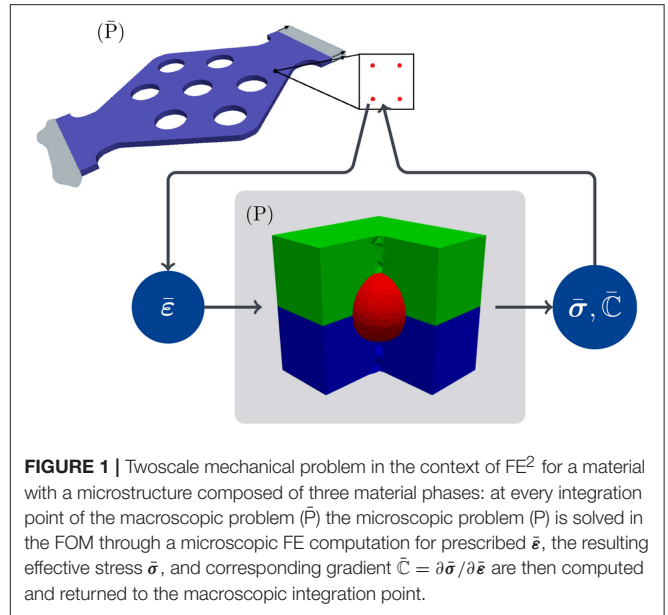 (P̄)
(P)
ε̄
σ̄, ℂ̄
FIGURE 1 | Twoscale mechanical problem in the context of FE² for a material
with a microstructure composed of three material phases: at every integration
point of the macroscopic problem (P̄) the microscopic problem (P) is solved in
the FOM through a microscopic FE computation for prescribed ε̄, the resulting
effective stress σ̄, and corresponding gradient ℂ̄ = ∂σ̄/∂ε̄ are then computed
and returned to the macroscopic integration point.